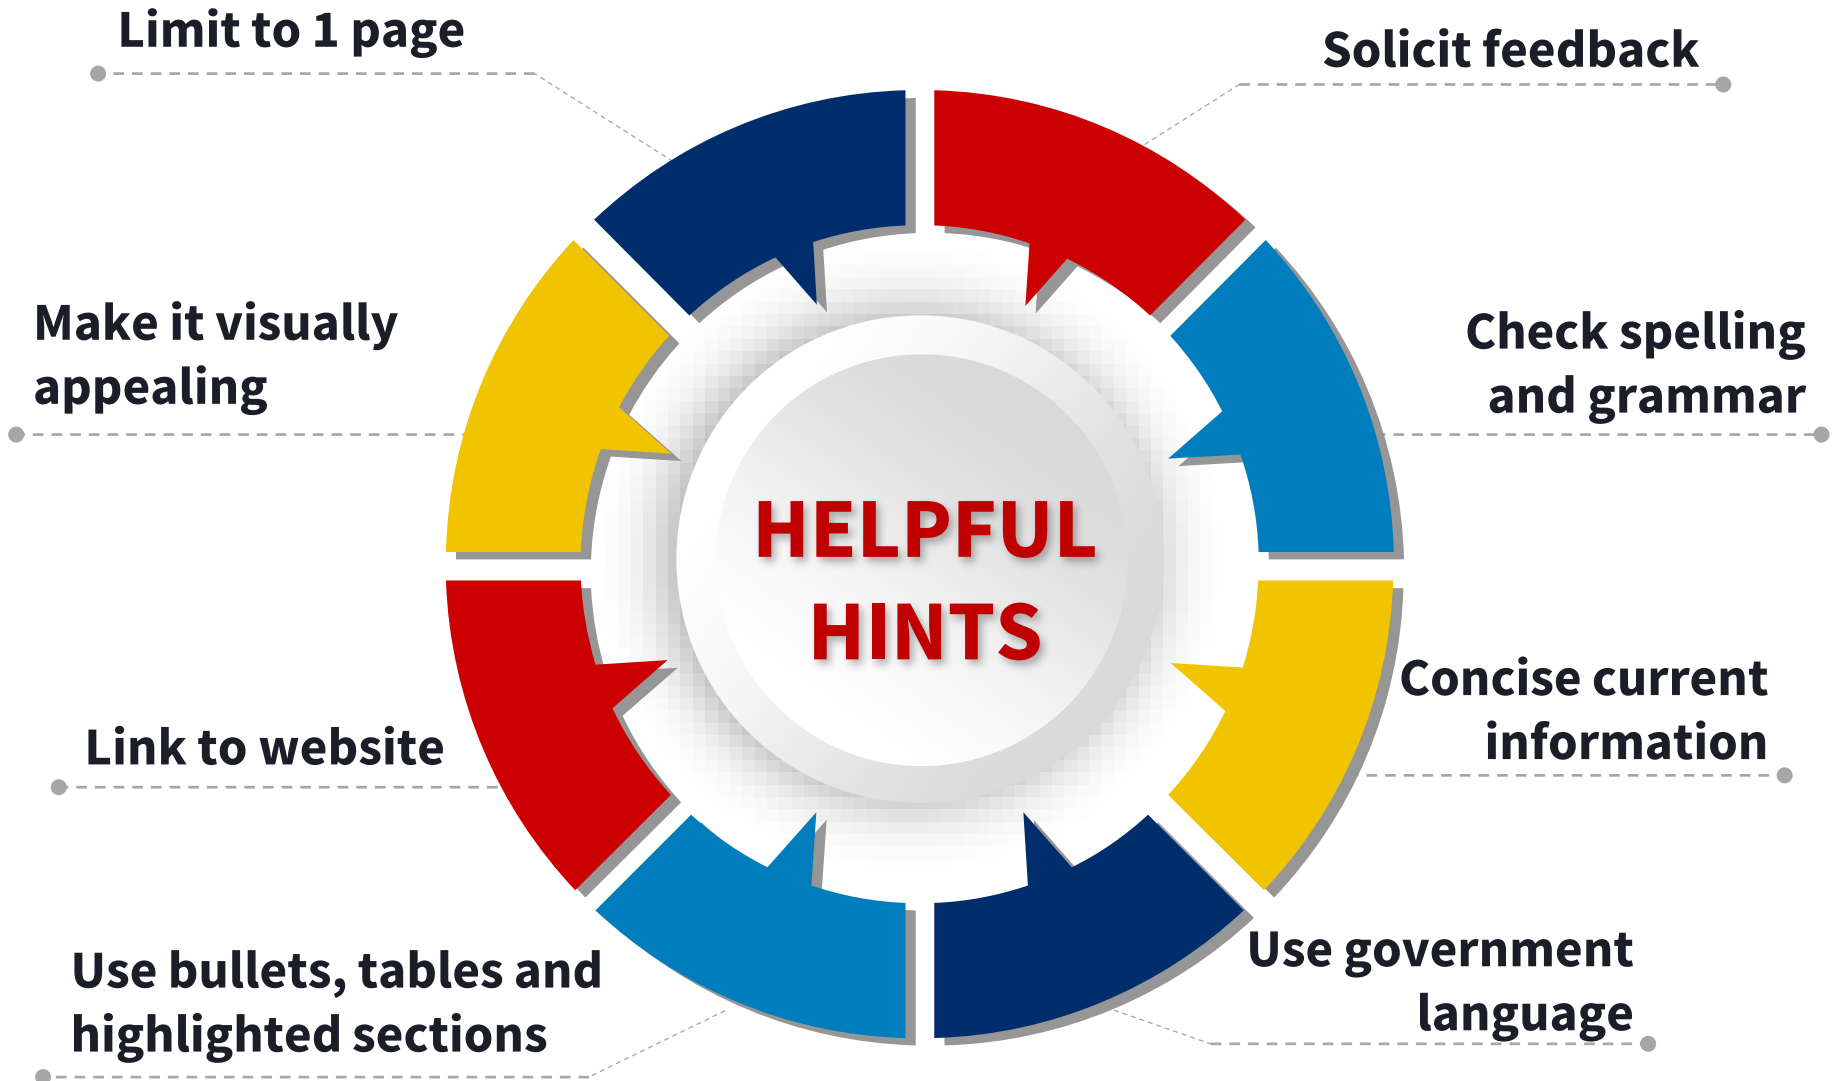 Limit to 1 page
Solicit feedback
Make it visually
appealing
Check spelling
and grammar
HELPFUL
HINTS
Concise current
information
Link to website
Use bullets, tables and
highlighted sections
Use government
language